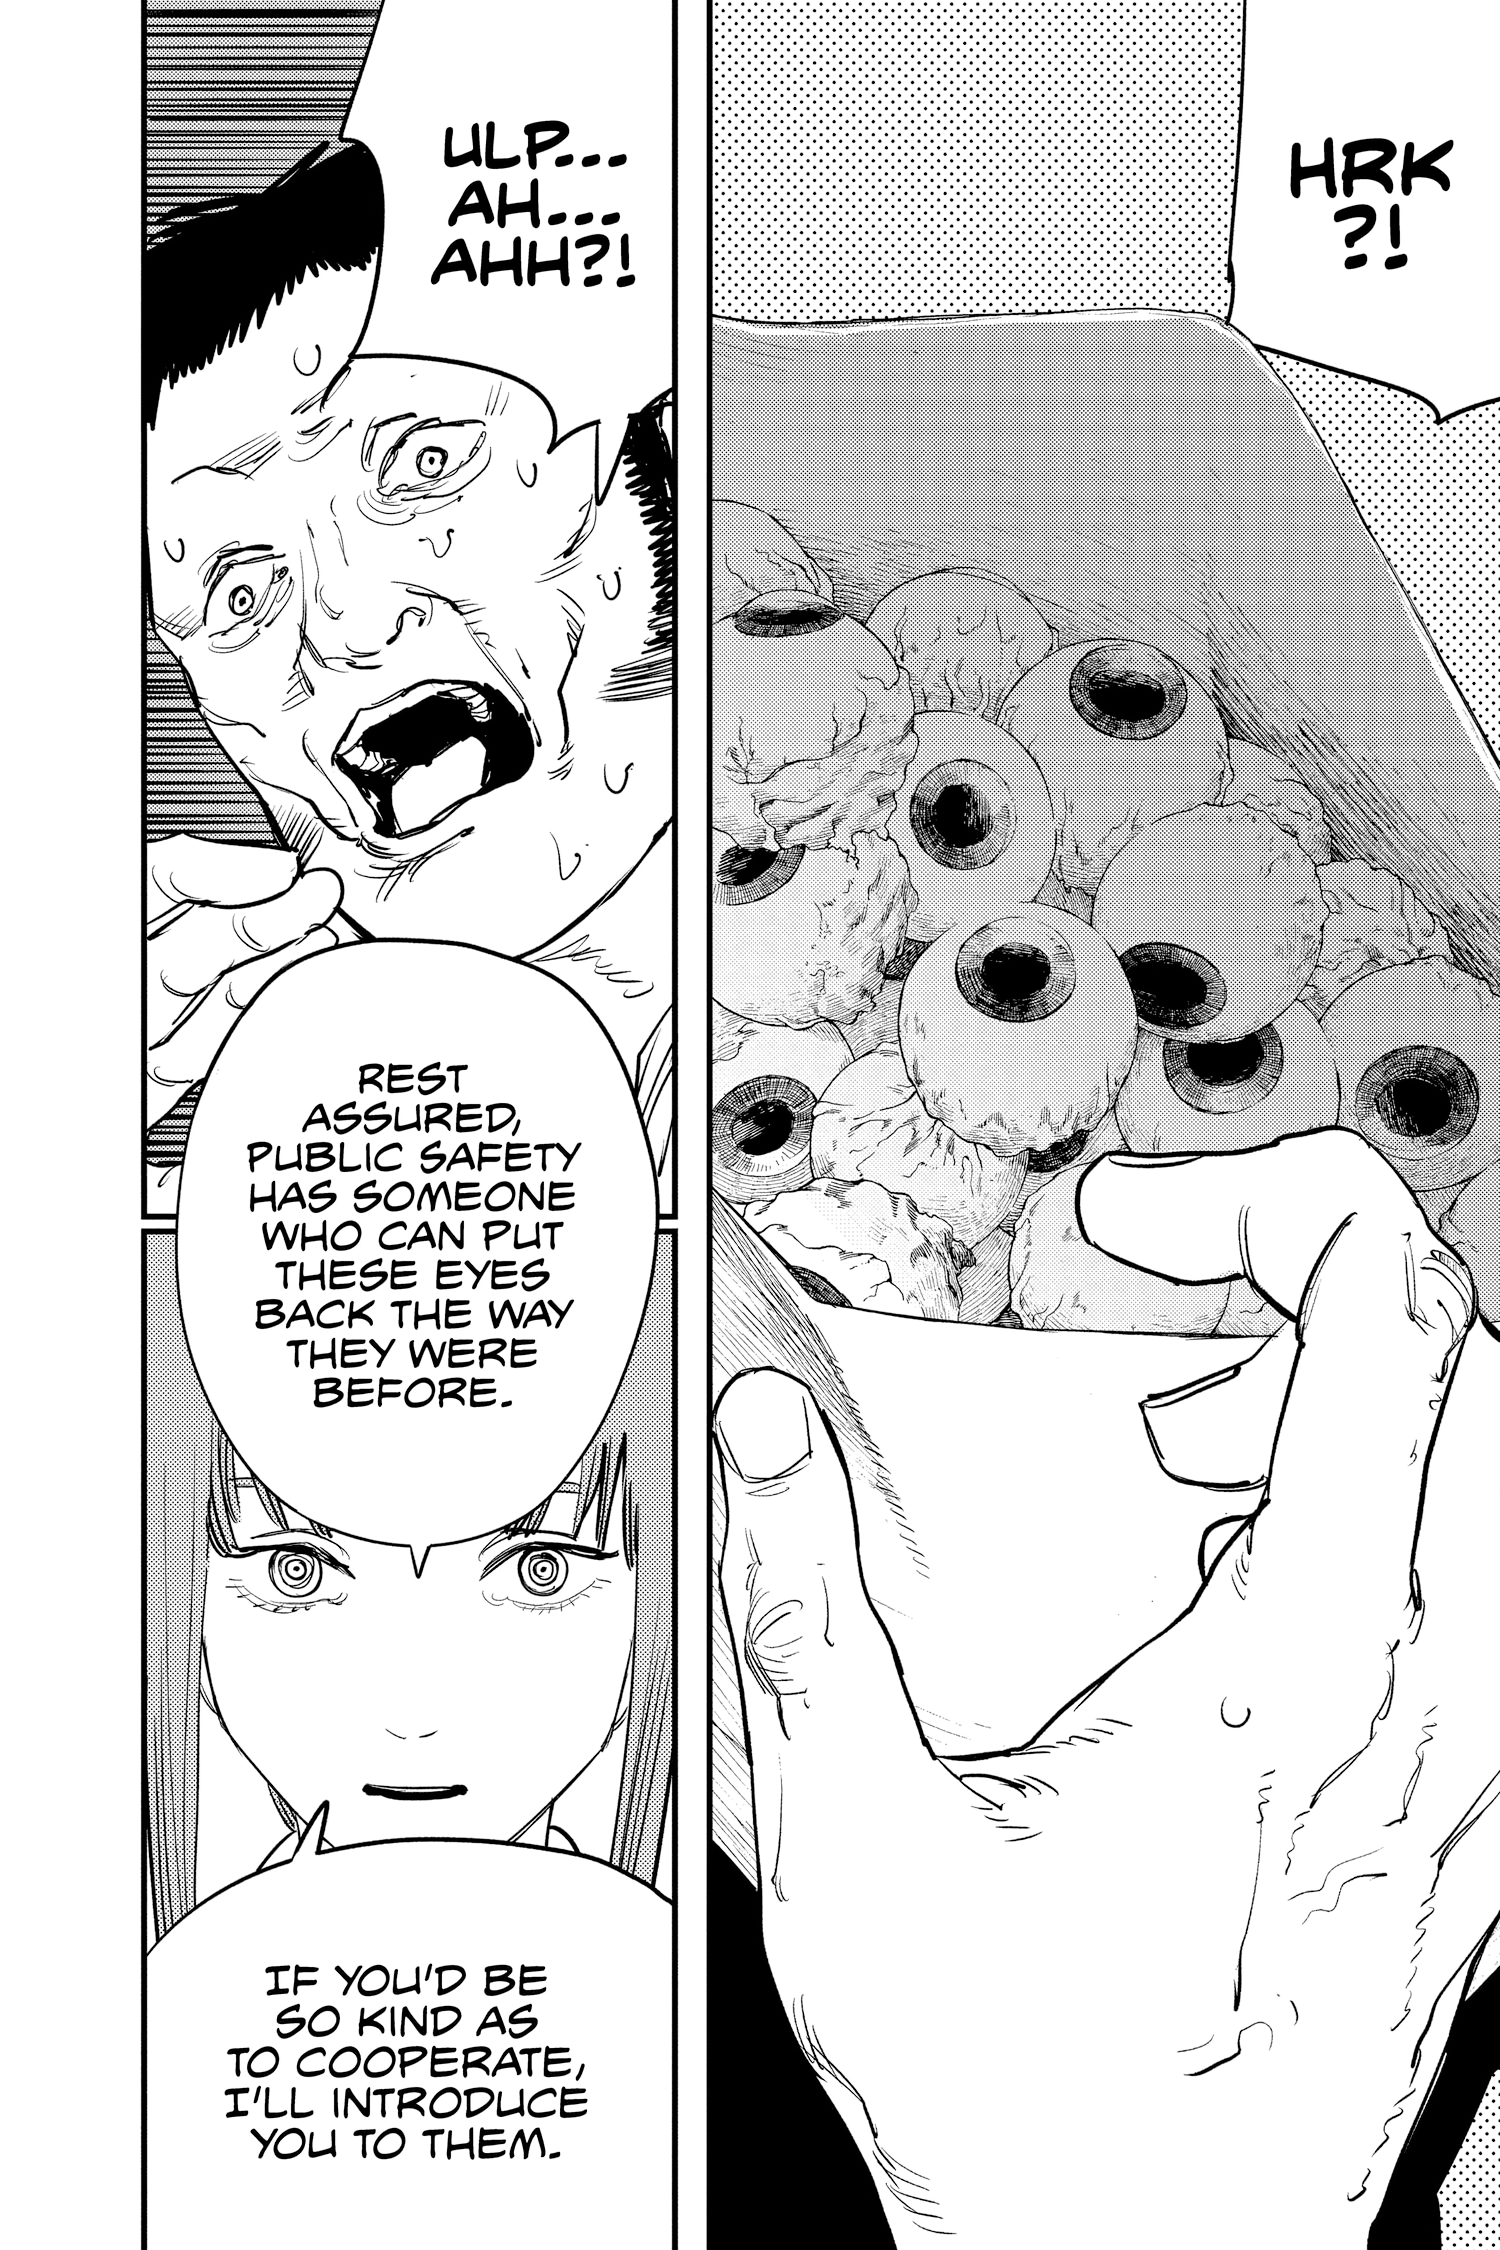 HRK
?!
ULP...
AH...
AHH?!
REST
ASSURED,
PUBLIC SAFETY
HAS SOMEONE
WHO CAN PUT
THESE EYES
BACK THE WAY
THEY WERE
BEFORE.
IF YOU'D BE
SO KIND AS
TO COOPERATE,
I'LL INTRODUCE
YOU TO THEM.